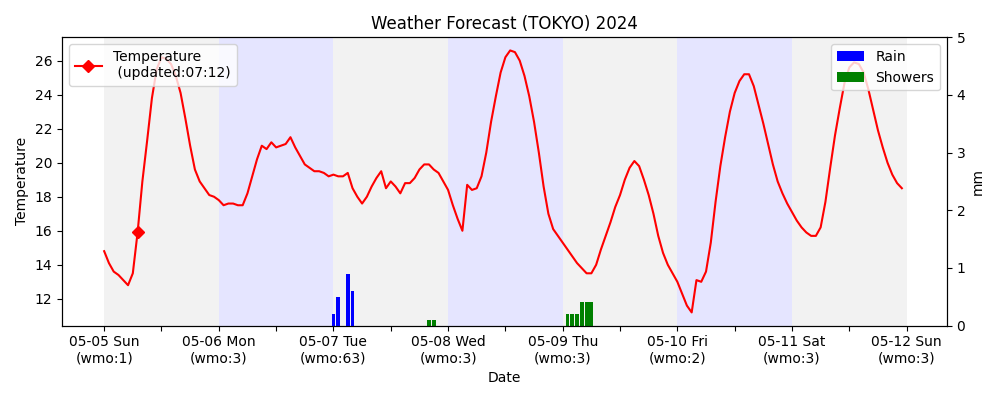 Weather Forecast (TOKYO) 2024
Temperature
(updated:07:12)
Rain
Showers
26
24
22
20
18
16
14
12
Temperature
5
4
3
2
1
0
mm
05-05 Sun
(wmo:1)
05-06 Mon
(wmo:3)
05-07 Tue
(wmo:63)
05-08 Wed
(wmo:3)
05-09 Thu
(wmo:3)
05-10 Fri
(wmo:2)
05-11 Sat
(wmo:3)
05-12 Sun
(wmo:3)
Date